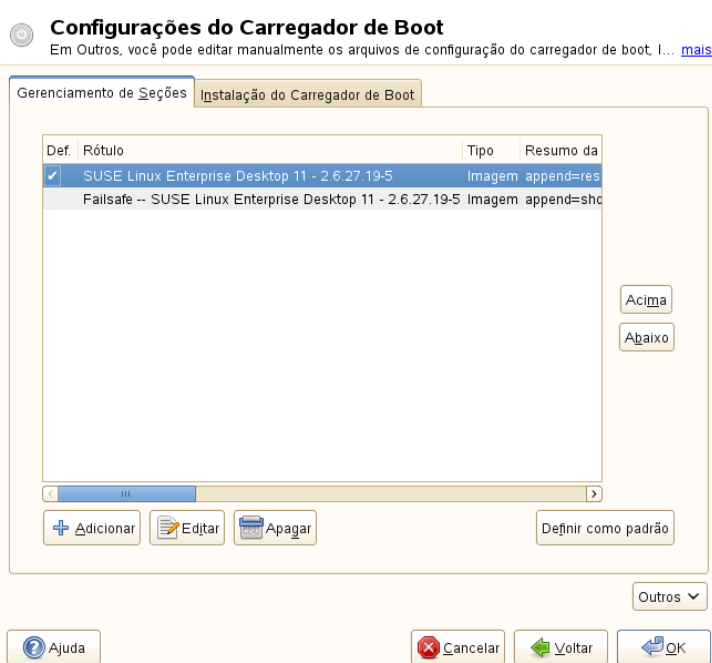 Configurações do Carregador de Boot
Em Outros, você pode editar manualmente os arquivos de configuração do carregador de boot, l... mais
Gerenciamento de Seções
Instalação do Carregador de Boot
Def. Rótulo Tipo Resumo da
SUSE Linux Enterprise Desktop 11 - 2.6.27.19-5 Imagem append=res
Failsafe -- SUSE Linux Enterprise Desktop 11 - 2.6.27.19-5 Imagem append=sho
Acima
Abaixo
Adicionar
Editar
Apagar
Definir como padrão
Outros
Ajuda
Cancelar
Voltar
OK